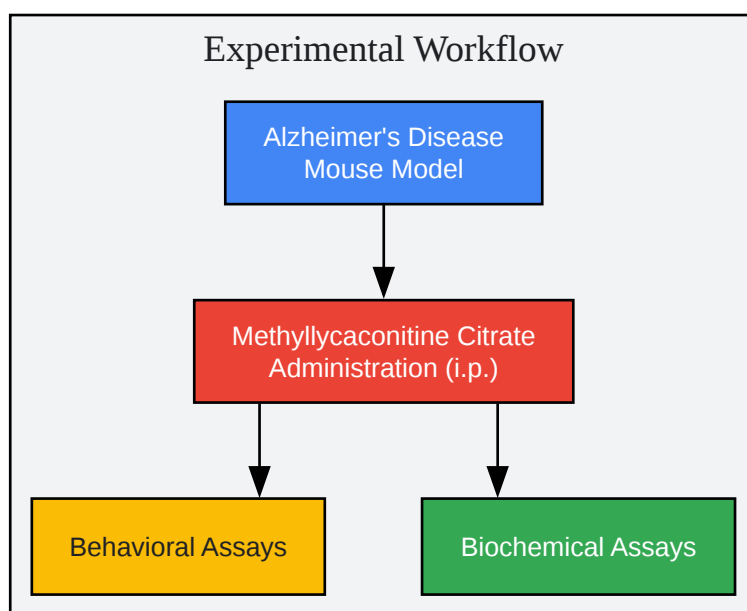 Experimental Workflow
Alzheimer's Disease
Mouse Model
Methyllycaconitine Citrate
Administration (i.p.)
Behavioral Assays
Biochemical Assays